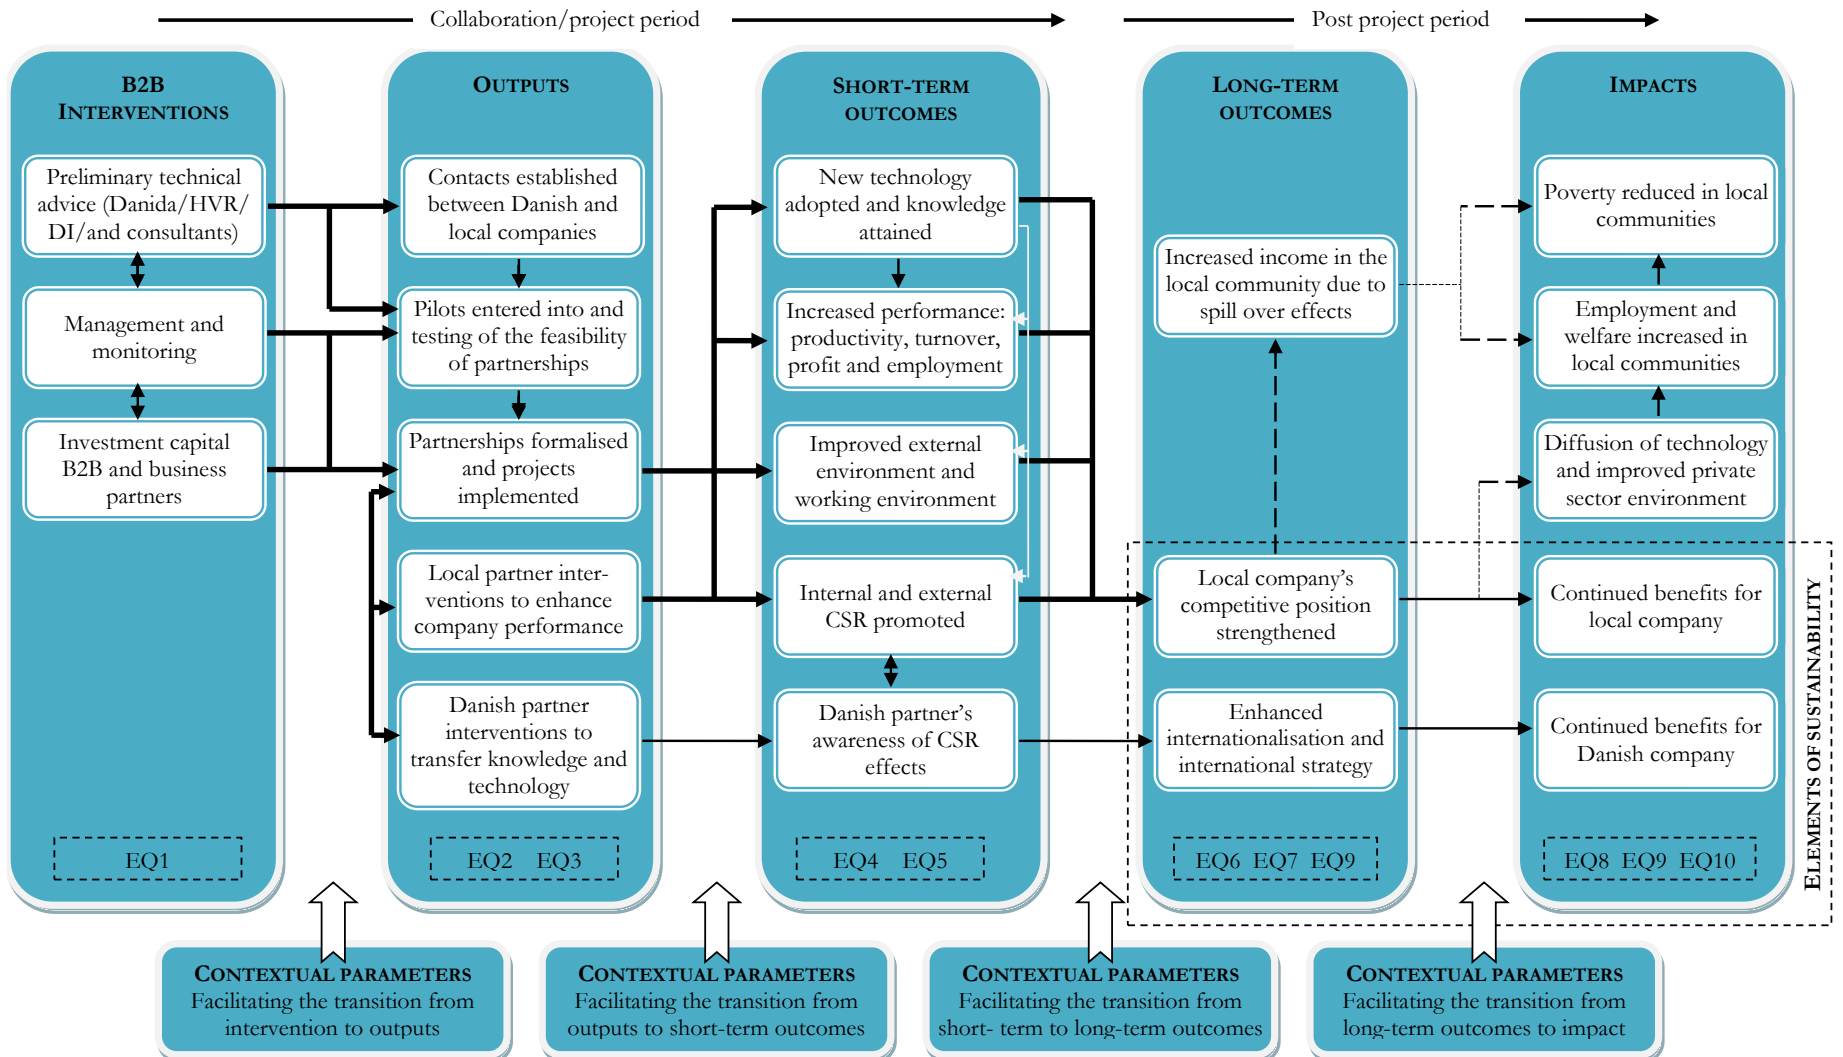 Collaboration/project period
Post project period
B2B
INTERVENTIONS
Preliminary technical
advice (Danida/HVR/
DI/and consultants)
Management and
monitoring
Investment capital
B2B and business
partners
EQ1
OUTPUTS
Contacts established
between Danish and
local companies
Pilots entered into and
testing of the feasibility
of partnerships
Partnerships formalised
and projects
implemented
Local partner inter-
ventions to enhance
company performance
Danish partner
interventions to
transfer knowledge and
technology
EQ2 EQ3
SHORT-TERM
OUTCOMES
New technology
adopted and knowledge
attained
Increased performance:
productivity, turnover,
profit and employment
Improved external
environment and
working environment
Internal and external
CSR promoted
Danish partner's
awareness of CSR
effects
EQ4 EQ5
LONG-TERM
OUTCOMES
Increased income in the
local community due to
spill over effects
Local company's
competitive position
strengthened
Enhanced
internationalisation and
international strategy
EQ6 EQ7 EQ9
IMPACTS
Poverty reduced in local
communities
Employment and
welfare increased in
local communities
Diffusion of technology
and improved private
sector environment
Continued benefits for
local company
Continued benefits for
Danish company
EQ8 EQ9 EQ10
ELEMENTS OF SUSTAINABILITY
CONTEXTUAL PARAMETERS
Facilitating the transition from
intervention to outputs
CONTEXTUAL PARAMETERS
Facilitating the transition from
outputs to short-term outcomes
CONTEXTUAL PARAMETERS
Facilitating the transition from
short- term to long-term outcomes
CONTEXTUAL PARAMETERS
Facilitating the transition from
long-term outcomes to impact